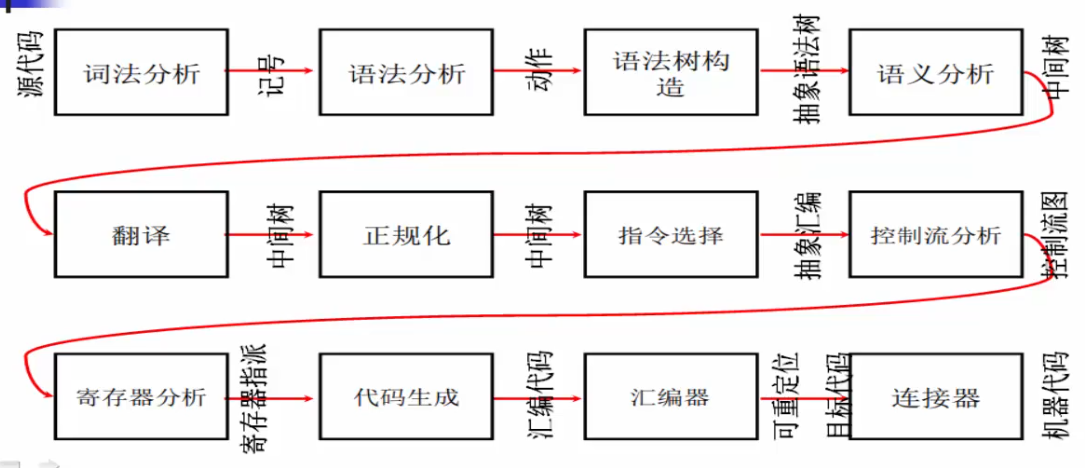 源代码
词法分析
记号
语法分析
动作
语法树构
造
抽象语法树
语义分析
中间树
翻译
中间树
正规化
中间树
指令选择
抽象汇编
控制流分析
控制流图
寄存器分析
寄存器指派
代码生成
汇编代码
汇编器
可重定位
目标代码
连接器
机器代码